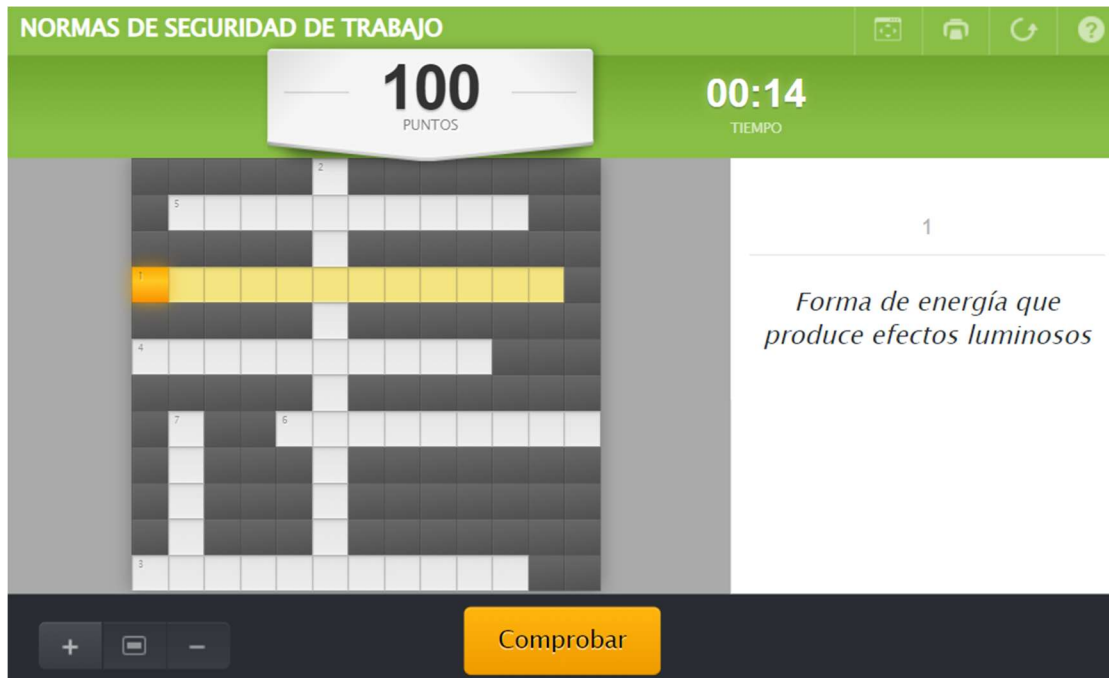 NORMAS DE SEGURIDAD DE TRABAJO
?
100
PUNTOS
00:14
TIEMPO
2
5
1
4
7
6
3
1
Forma de energía que
produce efectos luminosos
+
−
Comprobar